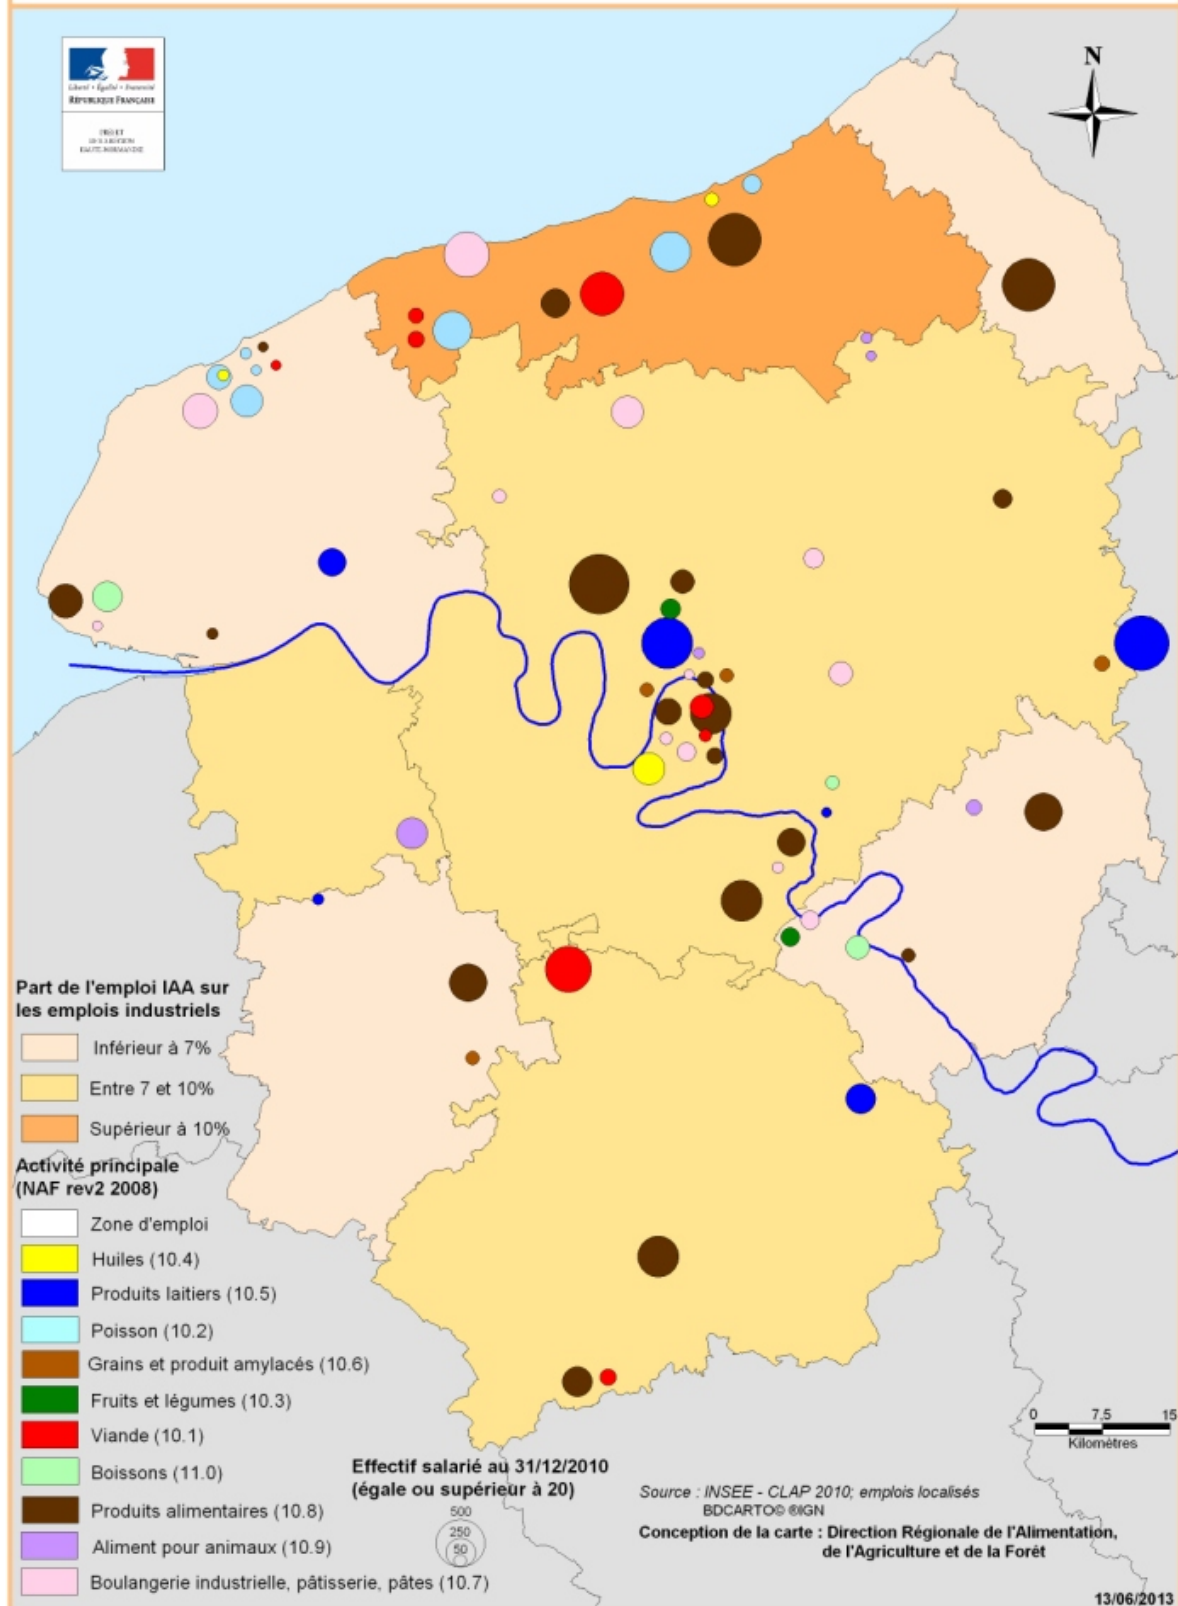 Liberté • Égalité • Fraternité
RÉPUBLIQUE FRANÇAISE
N
Part de l'emploi IAA sur
les emplois industriels
Inférieur à 7%
Entre 7 et 10%
Supérieur à 10%
Activité principale
(NAF rev2 2008)
Zone d'emploi
Huiles (10.4)
Produits laitiers (10.5)
Poisson (10.2)
Grains et produit amylacés (10.6)
Fruits et légumes (10.3)
Viande (10.1)
Boissons (11.0)
Produits alimentaires (10.8)
Aliment pour animaux (10.9)
Boulangerie industrielle, pâtisserie, pâtes (10.7)
Effectif salarié au 31/12/2010
(égale ou supérieur à 20)
500
250
50
0 7,5 15
Kilomètres
Source : INSEE - CLAP 2010; emplois localisés
BDCARTO© ®IGN
Conception de la carte : Direction Régionale de l'Alimentation,
de l'Agriculture et de la Forêt
13/06/2013